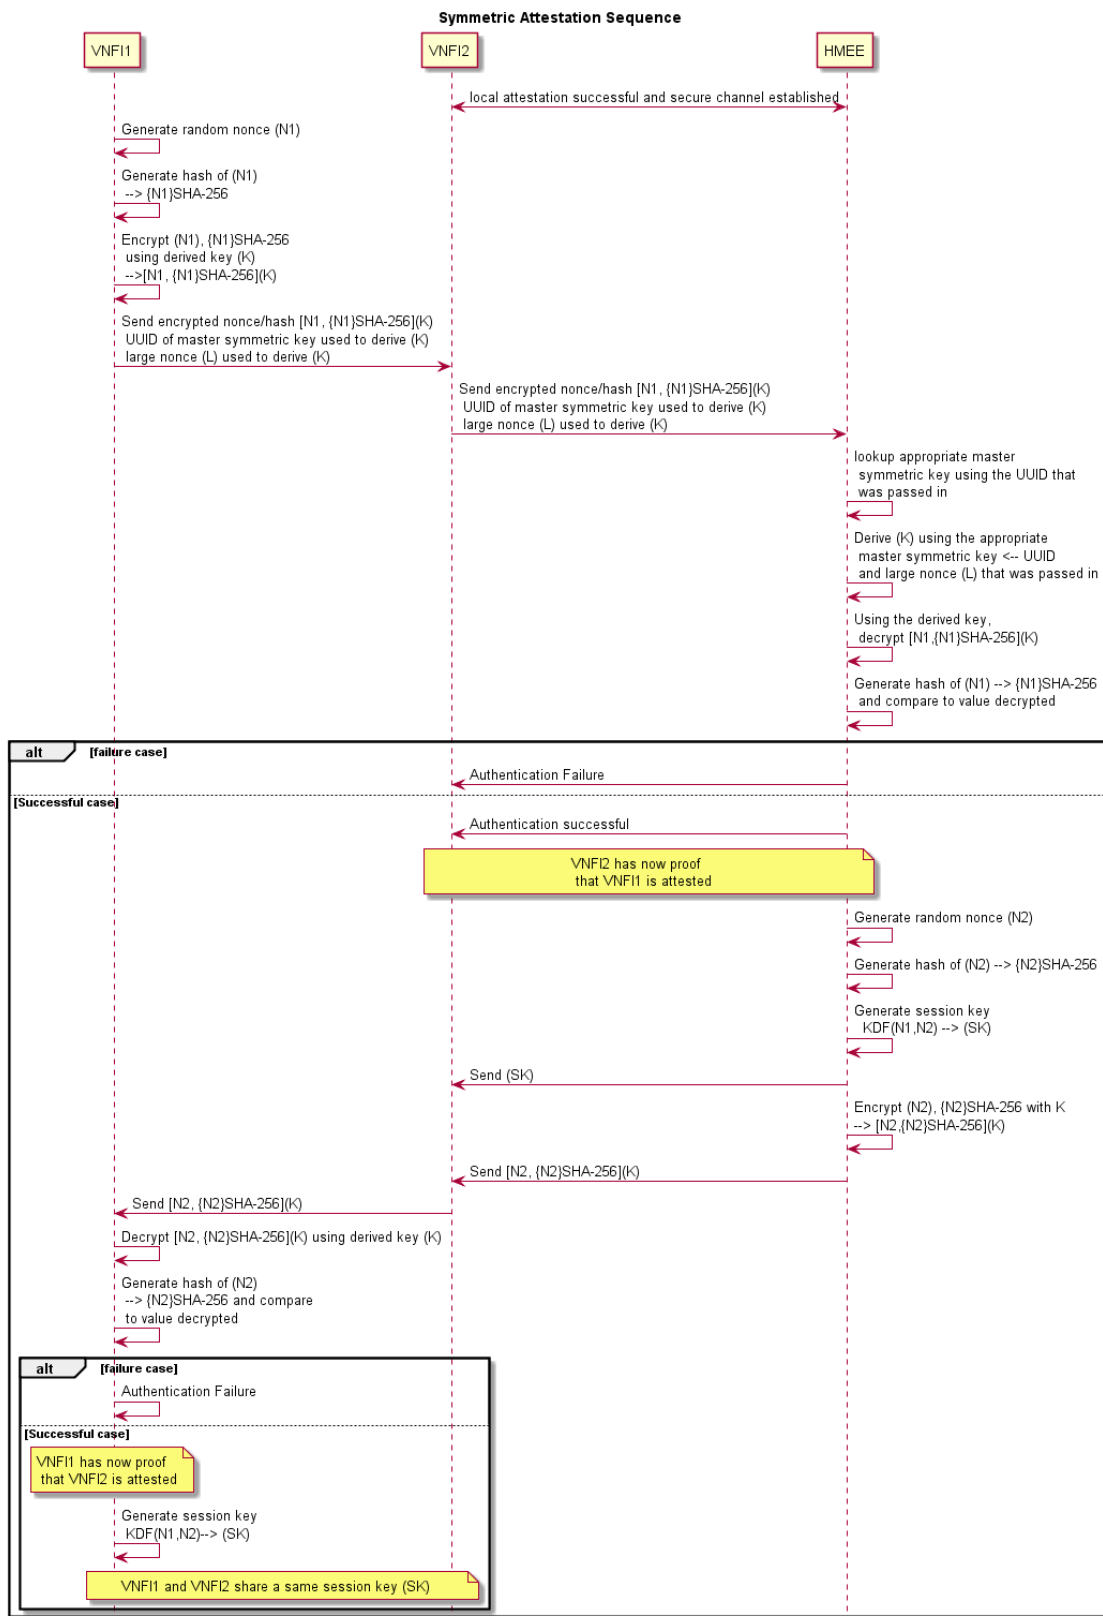 Symmetric Attestation Sequence
VNFI1
VNFI2
HMEE
local attestation successful and secure channel established
Generate random nonce (N1)
Generate hash of (N1)
--> {N1}SHA-256
Encrypt (N1), {N1}SHA-256
using derived key (K)
-->[N1, {N1}SHA-256](K)
Send encrypted nonce/hash [N1, {N1}SHA-256](K)
UUID of master symmetric key used to derive (K)
large nonce (L) used to derive (K)
Send encrypted nonce/hash [N1, {N1}SHA-256](K)
UUID of master symmetric key used to derive (K)
large nonce (L) used to derive (K)
lookup appropriate master
symmetric key using the UUID that
was passed in
Derive (K) using the appropriate
master symmetric key <-- UUID
and large nonce (L) that was passed in
Using the derived key,
decrypt [N1,{N1}SHA-256](K)
Generate hash of (N1) --> {N1}SHA-256
and compare to value decrypted
alt
[failure case]
Authentication Failure
[Successful case]
Authentication successful
VNFI2 has now proof
that VNFI1 is attested
Generate random nonce (N2)
Generate hash of (N2) --> {N2}SHA-256
Generate session key
KDF(N1,N2) --> (SK)
Send (SK)
Encrypt (N2), {N2}SHA-256 with K
--> [N2,{N2}SHA-256](K)
Send [N2, {N2}SHA-256](K)
Send [N2, {N2}SHA-256](K)
Decrypt [N2, {N2}SHA-256](K) using derived key (K)
Generate hash of (N2)
--> {N2}SHA-256 and compare
to value decrypted
alt
[failure case]
Authentication Failure
[Successful case]
VNFI1 has now proof
that VNFI2 is attested
Generate session key
KDF(N1,N2)--> (SK)
VNFI1 and VNFI2 share a same session key (SK)